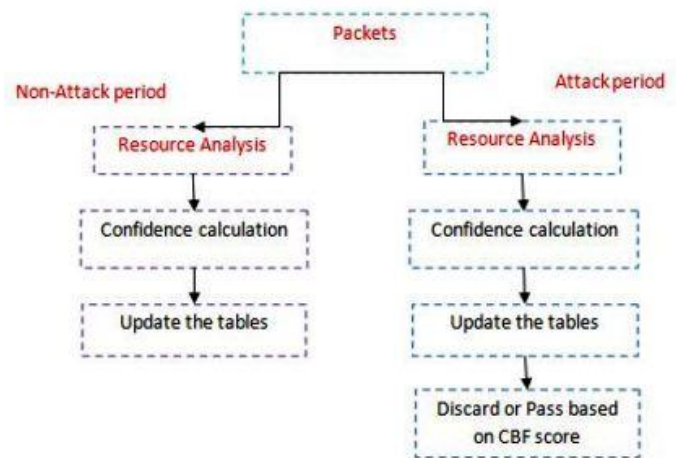 Packets
Non-Attack period
Attack period
Resource Analysis
Resource Analysis
Confidence calculation
Confidence calculation
Update the tables
Update the tables
Discard or Pass based
on CBF score